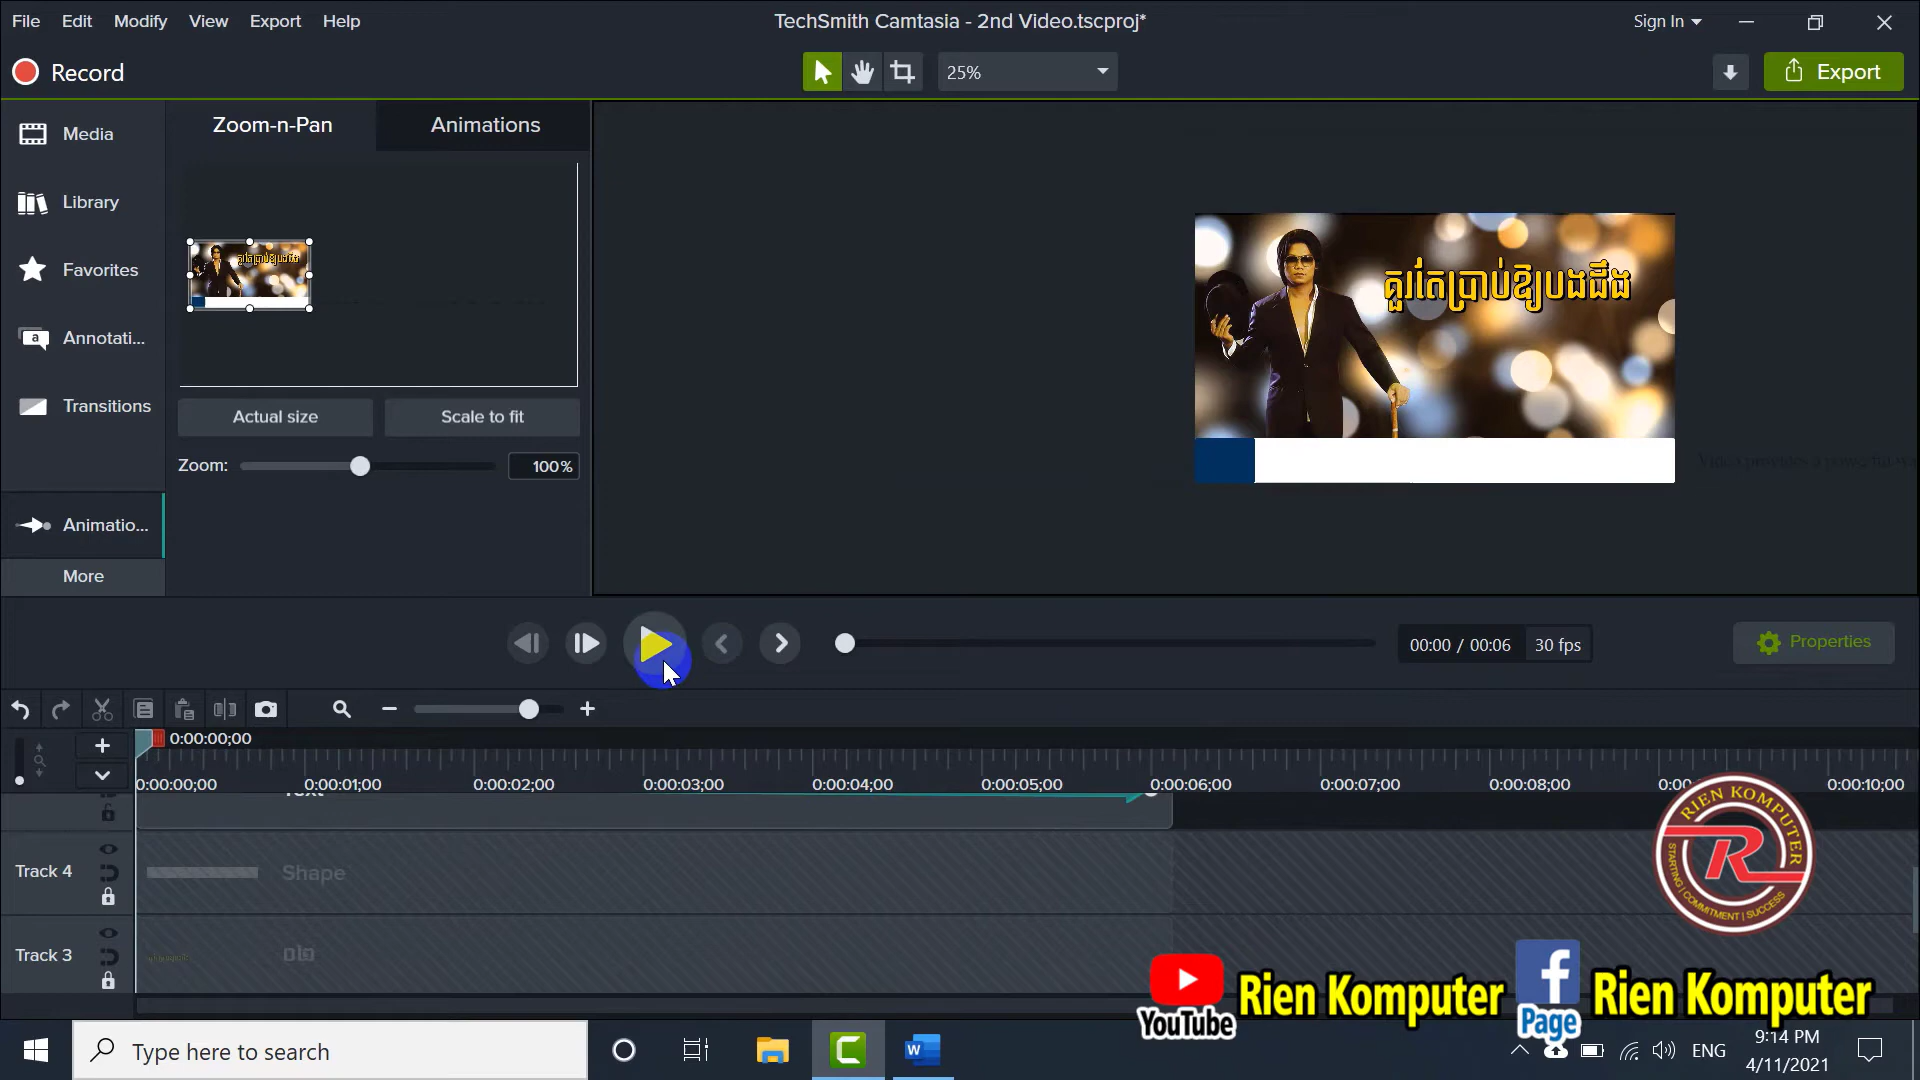 File Edit Modify View Export Help
TechSmith Camtasia - 2nd Video.tscproj*
Sign In
Record
25%
Export
Media
Library
Favorites
Annotati...
Transitions
Animatio...
More
Zoom-n-Pan
Animations
Actual size
Scale to fit
Zoom:
100%
គួរតែប្រាប់ឱ្យបងដឹង
Video provides a powerful wa
00:00 / 00:06
30 fps
Properties
0:00:00;00
0:00:00;00 0:00:01;00 0:00:02;00 0:00:03;00 0:00:04;00 0:00:05;00 0:00:06;00 0:00:07;00 0:00:08;00 0:00:10;00
Text
Track 4
Shape
Track 3
RIEN KOMPUTER
STARTING | COMMITMENT | SUCCESS
YouTube
Rien Komputer
Page
Rien Komputer
Type here to search
ENG
9:14 PM
4/11/2021